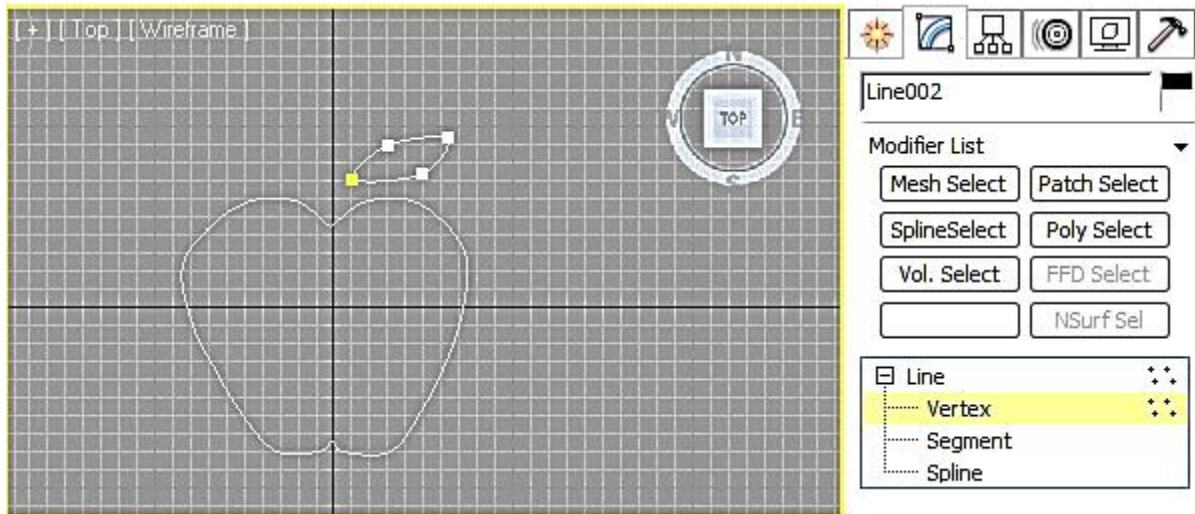 [ + ] [ Top ] [ Wireframe ]
N
TOP
E
S
Line002
Modifier List
Mesh Select
Patch Select
SplineSelect
Poly Select
Vol. Select
FFD Select
NSurf Sel
Line
Vertex
Segment
Spline